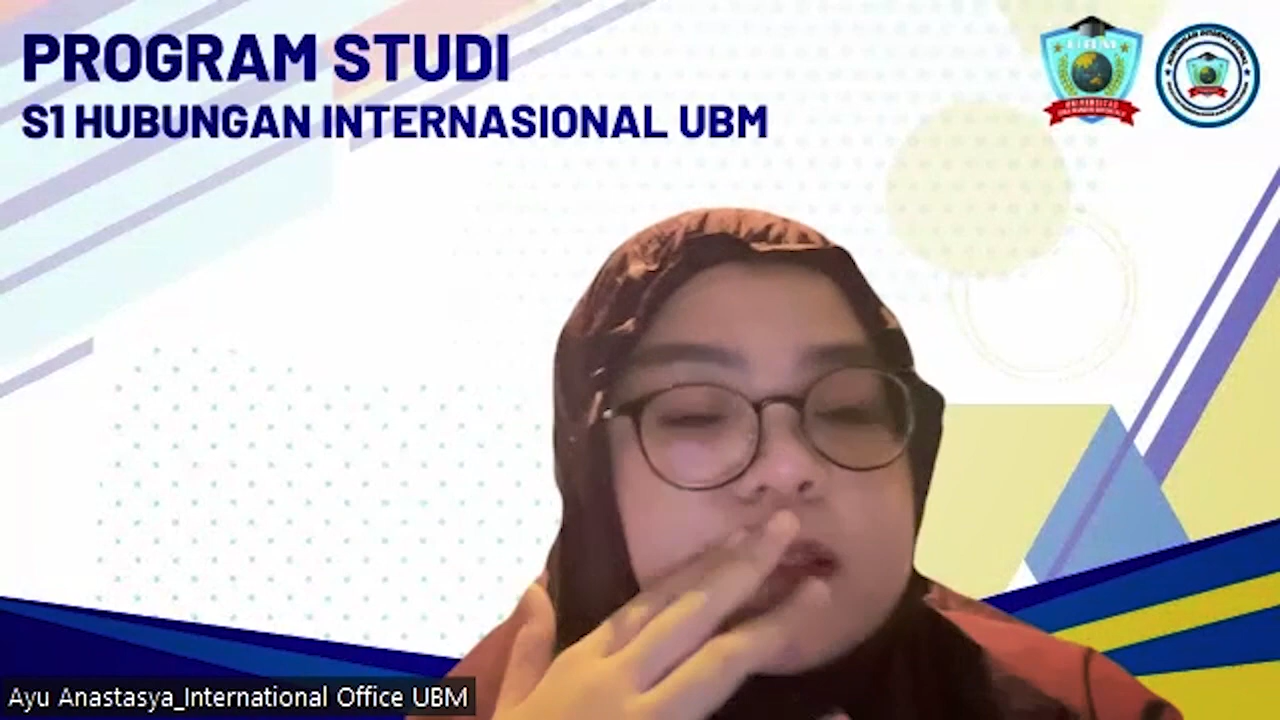 PROGRAM STUDI
S1 HUBUNGAN INTERNASIONAL UBM
Ayu Anastasya_International Office UBM